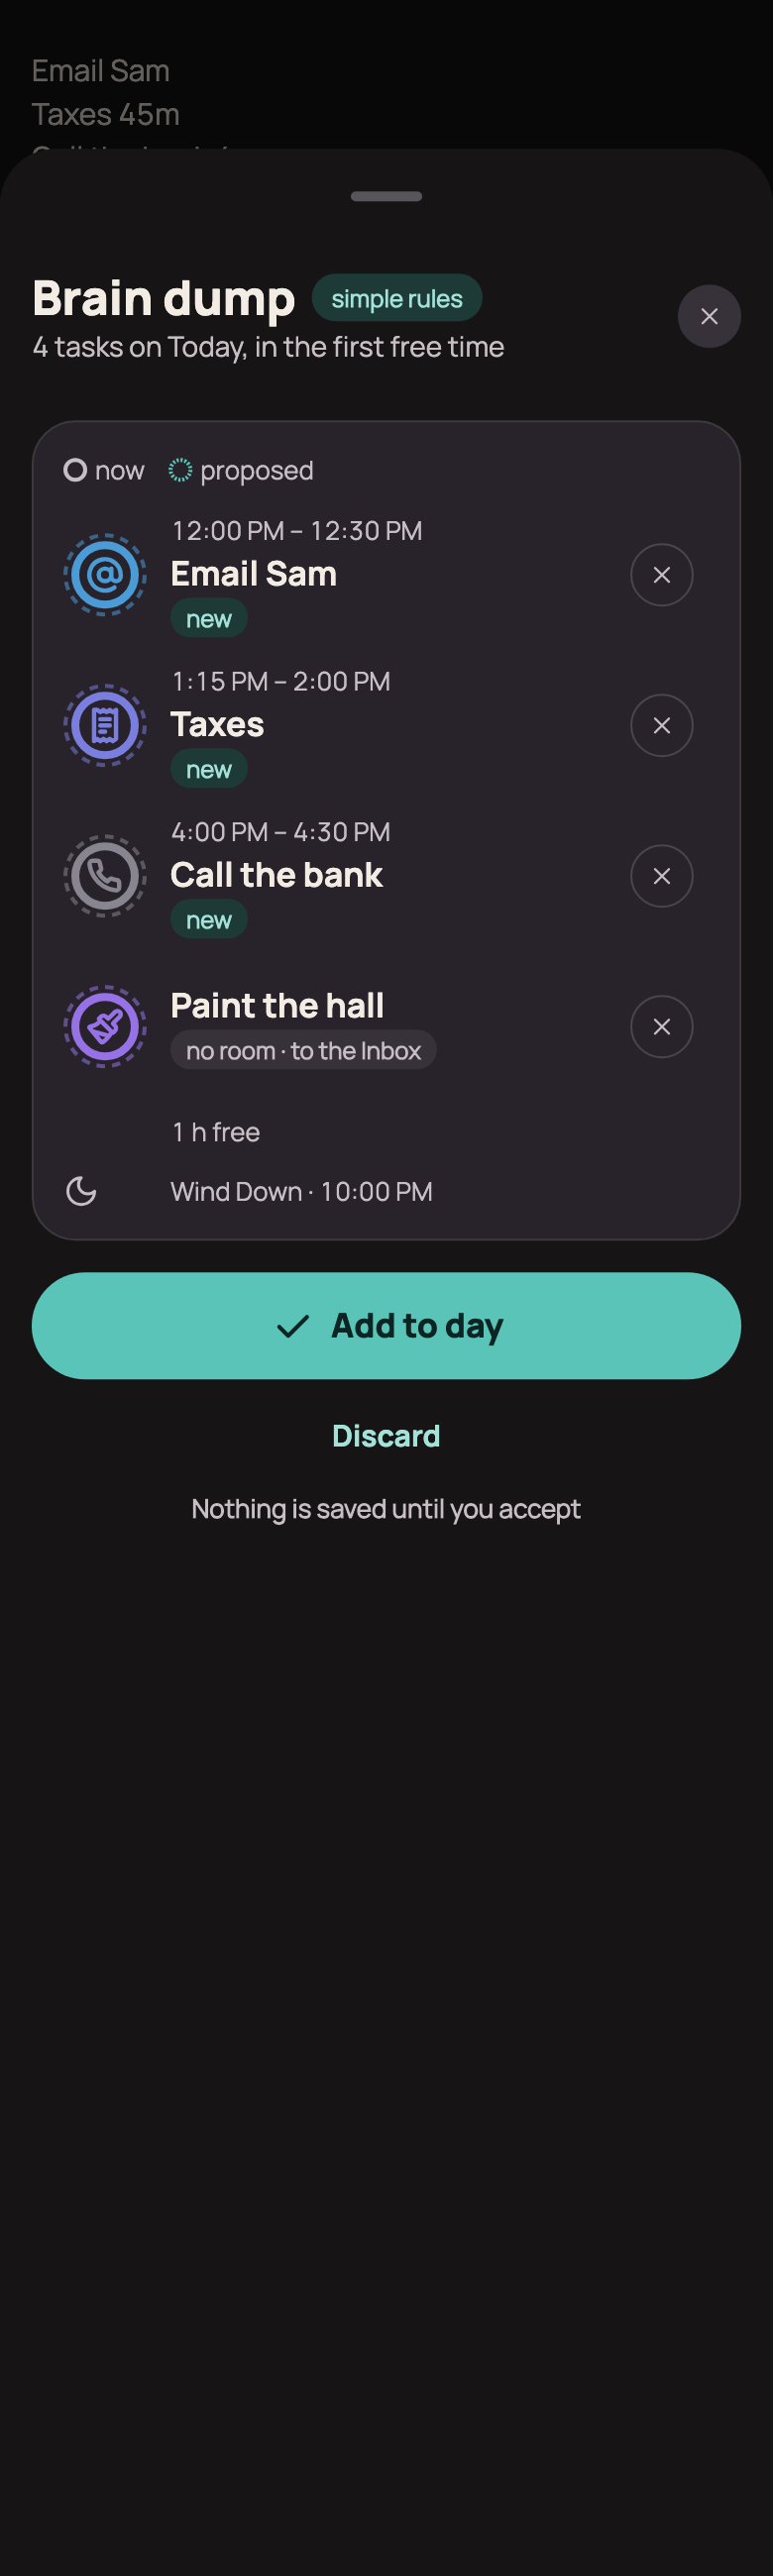 Email Sam
Taxes 45m
Brain dump simple rules
4 tasks on Today, in the first free time
now proposed
12:00 PM – 12:30 PM
Email Sam
new
1:15 PM – 2:00 PM
Taxes
new
4:00 PM – 4:30 PM
Call the bank
new
Paint the hall
no room · to the Inbox
1 h free
Wind Down · 10:00 PM
Add to day
Discard
Nothing is saved until you accept